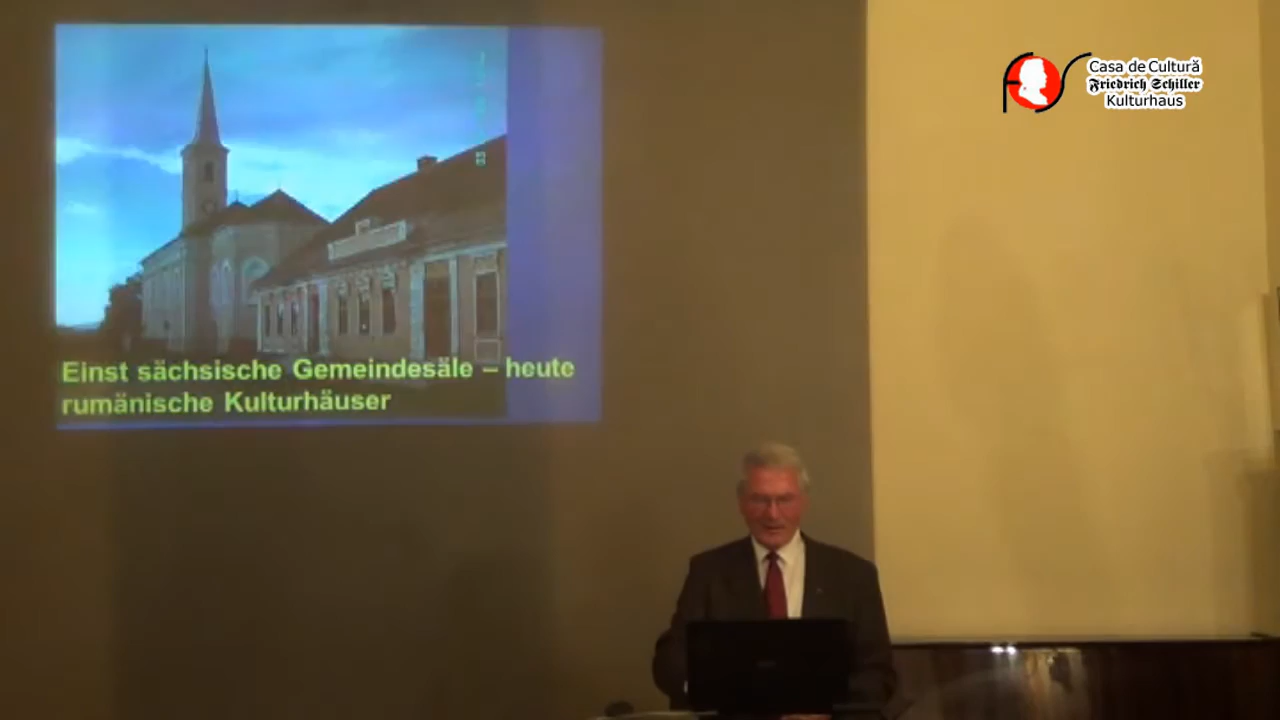 Casa de Cultură
Friedrich Schiller
Kulturhaus
Einst sächsische Gemeindesäle – heute
rumänische Kulturhäuser